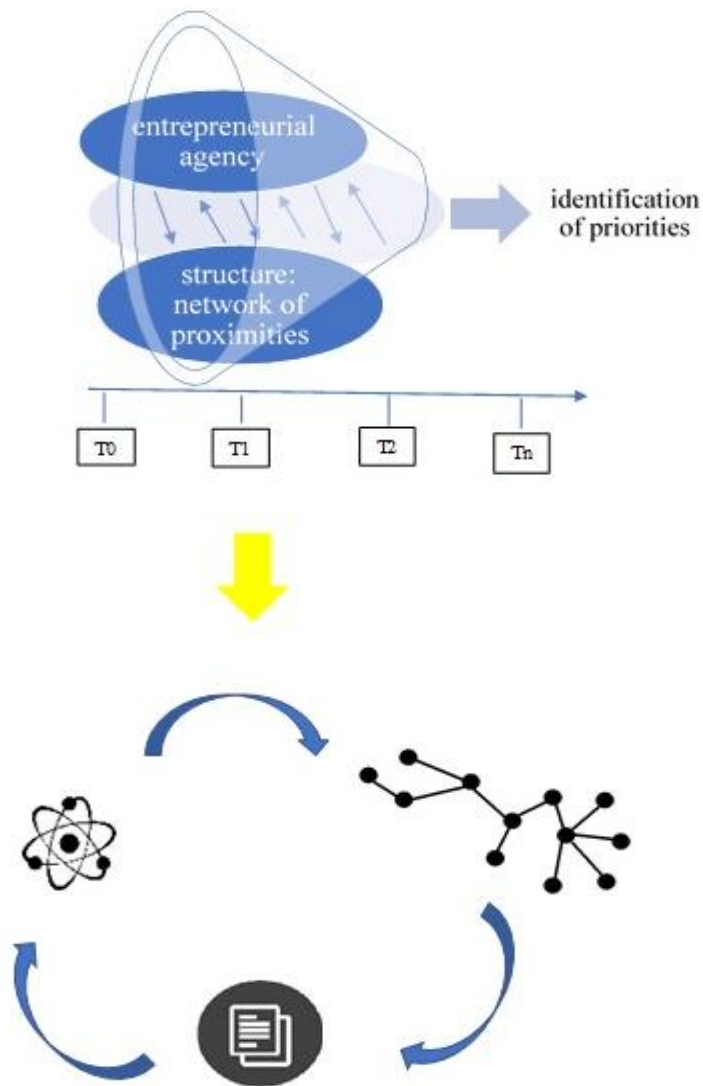 entrepreneurial
agency
identification
of priorities
structure:
network of
proximities
T0
T1
T2
Tn